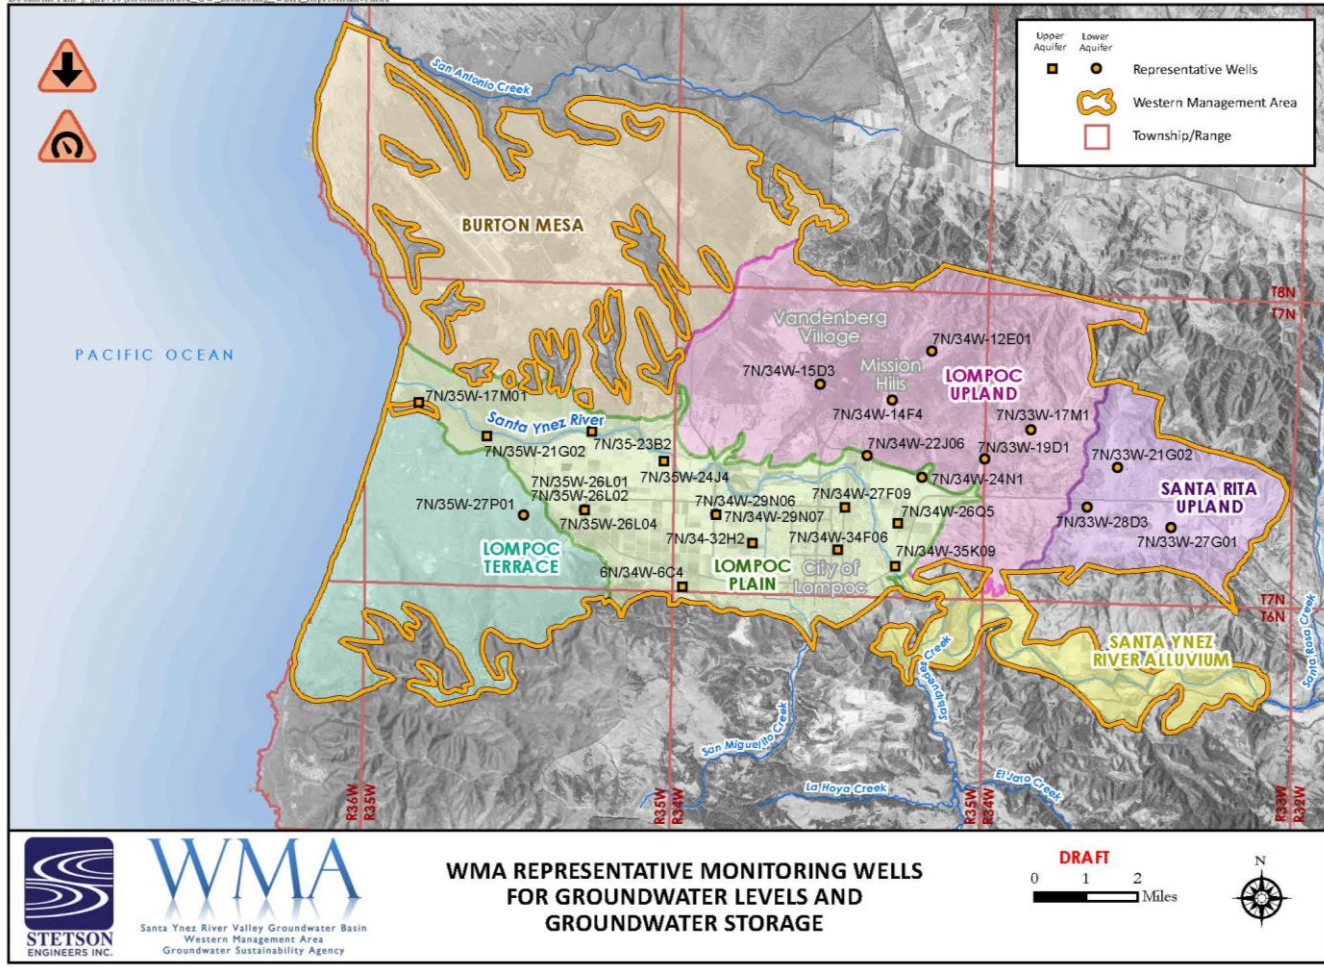 Upper Aquifer
Lower Aquifer
Representative Wells
Western Management Area
Township/Range
San Antonio Creek
BURTON MESA
T8N
T7N
PACIFIC OCEAN
Vandenberg
Village
7N/34W-12E01
7N/34W-15D3
Mission
Hills
LOMPOC
UPLAND
7N/34W-14F4
7N/33W-17M1
7N/35W-17M01
Santa Ynez River
7N/35-23B2
7N/35W-21G02
7N/34W-22J06
7N/33W-19D1
7N/33W-21G02
7N/35W-24J4
7N/34W-24N1
7N/35W-26L01
7N/35W-26L02
7N/35W-26L04
7N/35W-27P01
7N/34W-29N06
7N/34W-29N07
7N/34W-27F09
7N/34W-26Q5
SANTA RITA
UPLAND
7N/33W-28D3
7N/33W-27G01
7N/34-32H2
7N/34W-34F06
7N/34W-35K09
LOMPOC
TERRACE
LOMPOC
PLAIN
City of
Lompoc
6N/34W-6C4
T7N
T6N
SANTA YNEZ
RIVER ALLUVIUM
Santa Rosa Creek
Salsipuedes Creek
San Miguelito Creek
La Hoya Creek
El Jaro Creek
R36W
R35W
R35W
R34W
R35W
R34W
R33W
R32W
STETSON
ENGINEERS INC.
WMA
Santa Ynez River Valley Groundwater Basin
Western Management Area
Groundwater Sustainability Agency
WMA REPRESENTATIVE MONITORING WELLS
FOR GROUNDWATER LEVELS AND
GROUNDWATER STORAGE
DRAFT
0 1 2
Miles
N